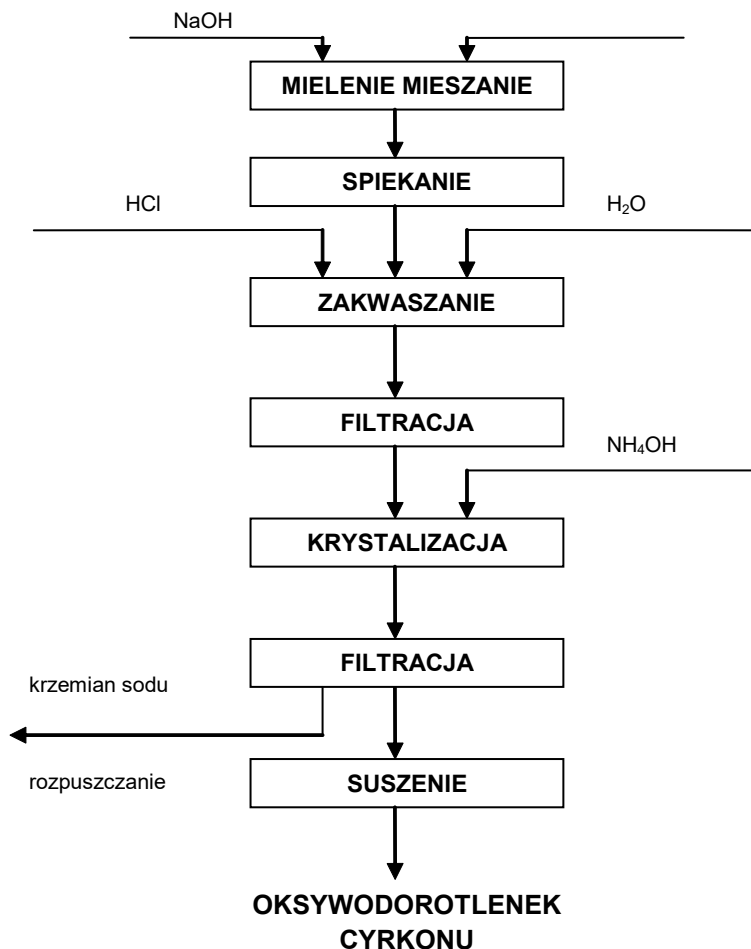 NaOH
MIELENIE MIESZANIE
SPIEKANIE
HCl
H₂O
ZAKWASZANIE
FILTRACJA
NH₄OH
KRYSTALIZACJA
FILTRACJA
krzemian sodu
rozpuszczanie
SUSZENIE
OKSYWODOROTLENEK
CYRKONU